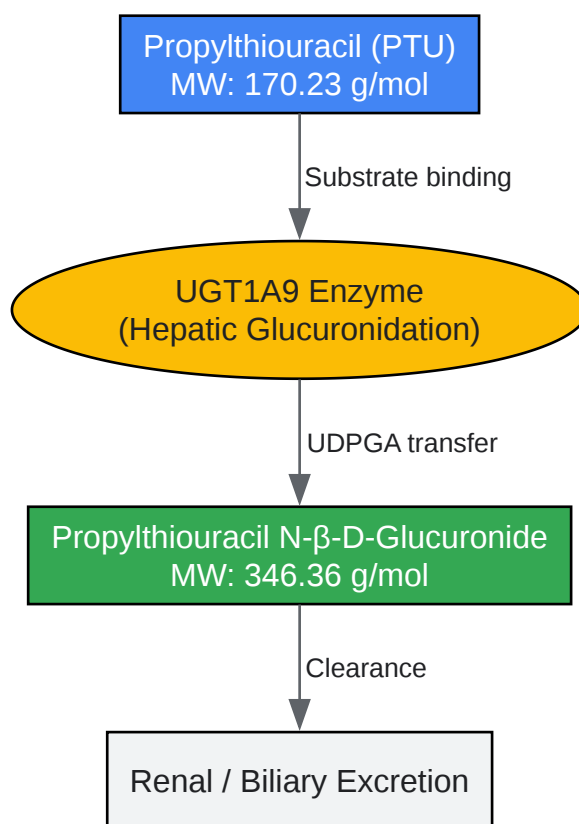 Propylthiouracil (PTU)
MW: 170.23 g/mol
Substrate binding
UGT1A9 Enzyme
(Hepatic Glucuronidation)
UDPGA transfer
Propylthiouracil N-β-D-Glucuronide
MW: 346.36 g/mol
Clearance
Renal / Biliary Excretion